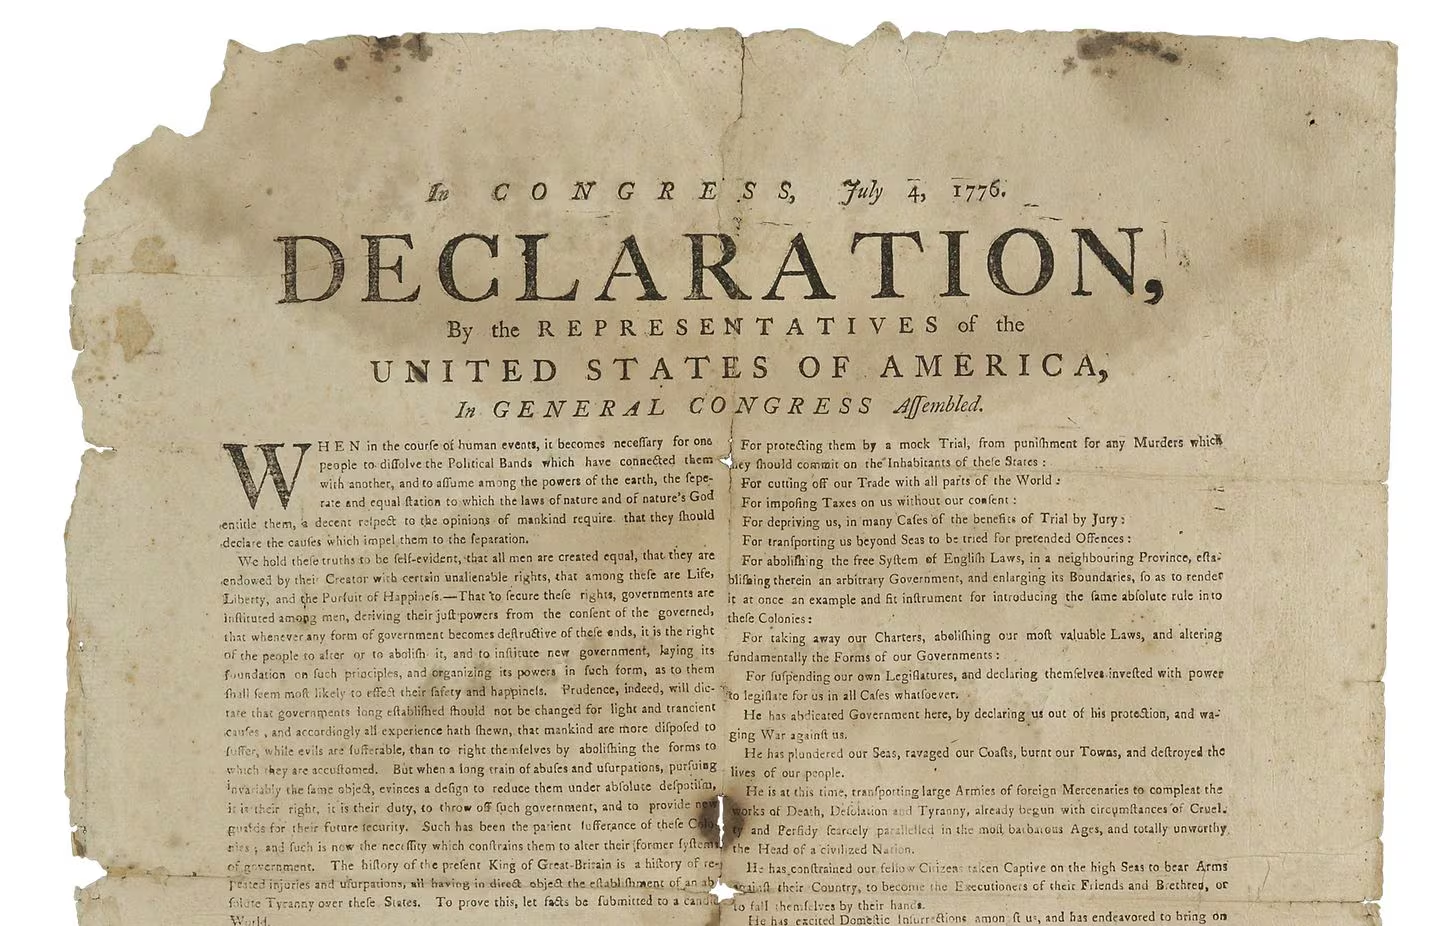 In CONGRESS, July 4, 1776.
DECLARATION,
By the REPRESENTATIVES of the
UNITED STATES OF AMERICA,
In GENERAL CONGRESS Aſſembled.
WHEN in the courſe of human events, it becomes neceſſary for one
people to diſſolve the Political Bands which have connected them
with another, and to aſſume among the powers of the earth, the ſepe-
rate and equal ſtation to which the laws of nature and of nature's God
entitle them, a decent reſpect to the opinions of mankind require that they ſhould
declare the cauſes which impel them to the ſeparation.
We hold theſe truths to be ſelf-evident, that all men are created equal, that they are
endowed by their Creator with certain unalienable rights, that among theſe are Life,
Liberty, and the Purſuit of Happineſs.—That to ſecure theſe rights, governments are
inſtituted among men, deriving their juſt powers from the conſent of the governed,
that whenever any form of government becomes deſtructive of theſe ends, it is the right
of the people to alter or to aboliſh it, and to inſtitute new government, laying its
foundation on ſuch principles, and organizing its powers in ſuch form, as to them
ſhall ſeem moſt likely to effect their ſafety and happineſs. Prudence, indeed, will dic-
tate that governments long eſtabliſhed ſhould not be changed for light and trancient
cauſes, and accordingly all experience hath ſhewn, that mankind are more diſpoſed to
ſuffer, while evils are ſufferable, than to right themſelves by aboliſhing the forms to
which they are accuſtomed. But when a long train of abuſes and uſurpations, purſuing
invariably the ſame object, evinces a deſign to reduce them under abſolute deſpotiſm,
it is their right, it is their duty, to throw off ſuch government, and to provide new
guards for their future ſecurity. Such has been the patient ſufferance of theſe Colo-
nies; and ſuch is now the neceſſity which conſtrains them to alter their former ſyſtems
of government. The hiſtory of the preſent King of Great-Britain is a hiſtory of re-
peated injuries and uſurpations, all having in direct object the eſtabliſhment of an ab-
ſolute Tyranny over theſe States. To prove this, let facts be ſubmitted to a candid
World.
For protecting them by a mock Trial, from puniſhment for any Murders which
they ſhould commit on the Inhabitants of theſe States:
For cutting off our Trade with all parts of the World:
For impoſing Taxes on us without our conſent:
For depriving us, in many Caſes of the benefits of Trial by Jury:
For tranſporting us beyond Seas to be tried for pretended Offences:
For aboliſhing the free Syſtem of Engliſh Laws, in a neighbouring Province, eſta-
bliſhing therein an arbitrary Government, and enlarging its Boundaries, ſo as to render
it at once an example and fit inſtrument for introducing the ſame abſolute rule into
theſe Colonies:
For taking away our Charters, aboliſhing our moſt valuable Laws, and altering
fundamentally the Forms of our Governments:
For ſuſpending our own Legiſlatures, and declaring themſelves inveſted with power
to legiſlate for us in all Caſes whatſoever.
He has abdicated Government here, by declaring us out of his protection, and wa-
ging War againſt us.
He has plundered our Seas, ravaged our Coaſts, burnt our Towns, and deſtroyed the
lives of our people.
He is at this time, tranſporting large Armies of foreign Mercenaries to compleat the
works of Death, Deſolation and Tyranny, already begun with circumſtances of Cruel-
ty and Perfidy ſcarcely parallelled in the moſt barbarous Ages, and totally unworthy
the Head of a civilized Nation.
He has conſtrained our fellow Citizens taken Captive on the high Seas to bear Arms
againſt their Country, to become the Executioners of their Friends and Brethred, or
to fall themſelves by their hands.
He has excited Domeſtic Inſurrections amongſt us, and has endeavored to bring on